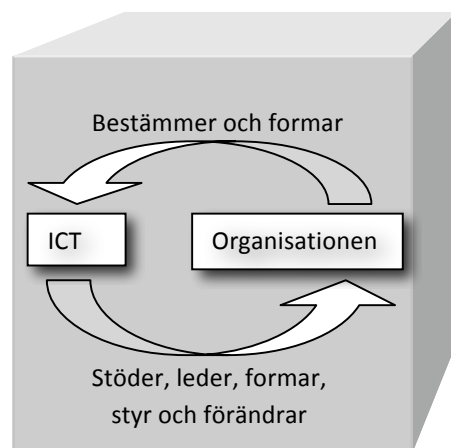 Bestämmer och formar
ICT
Organisationen
Stöder, leder, formar,
styr och förändrar